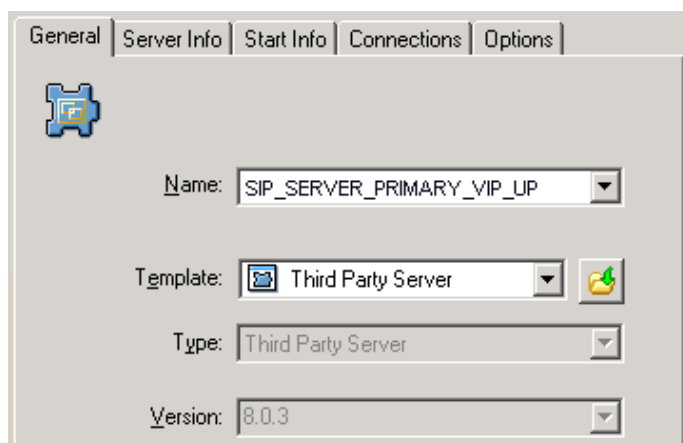 General Server Info Start Info Connections Options
Name: SIP_SERVER_PRIMARY_VIP_UP
Template: Third Party Server
Type: Third Party Server
Version: 8.0.3